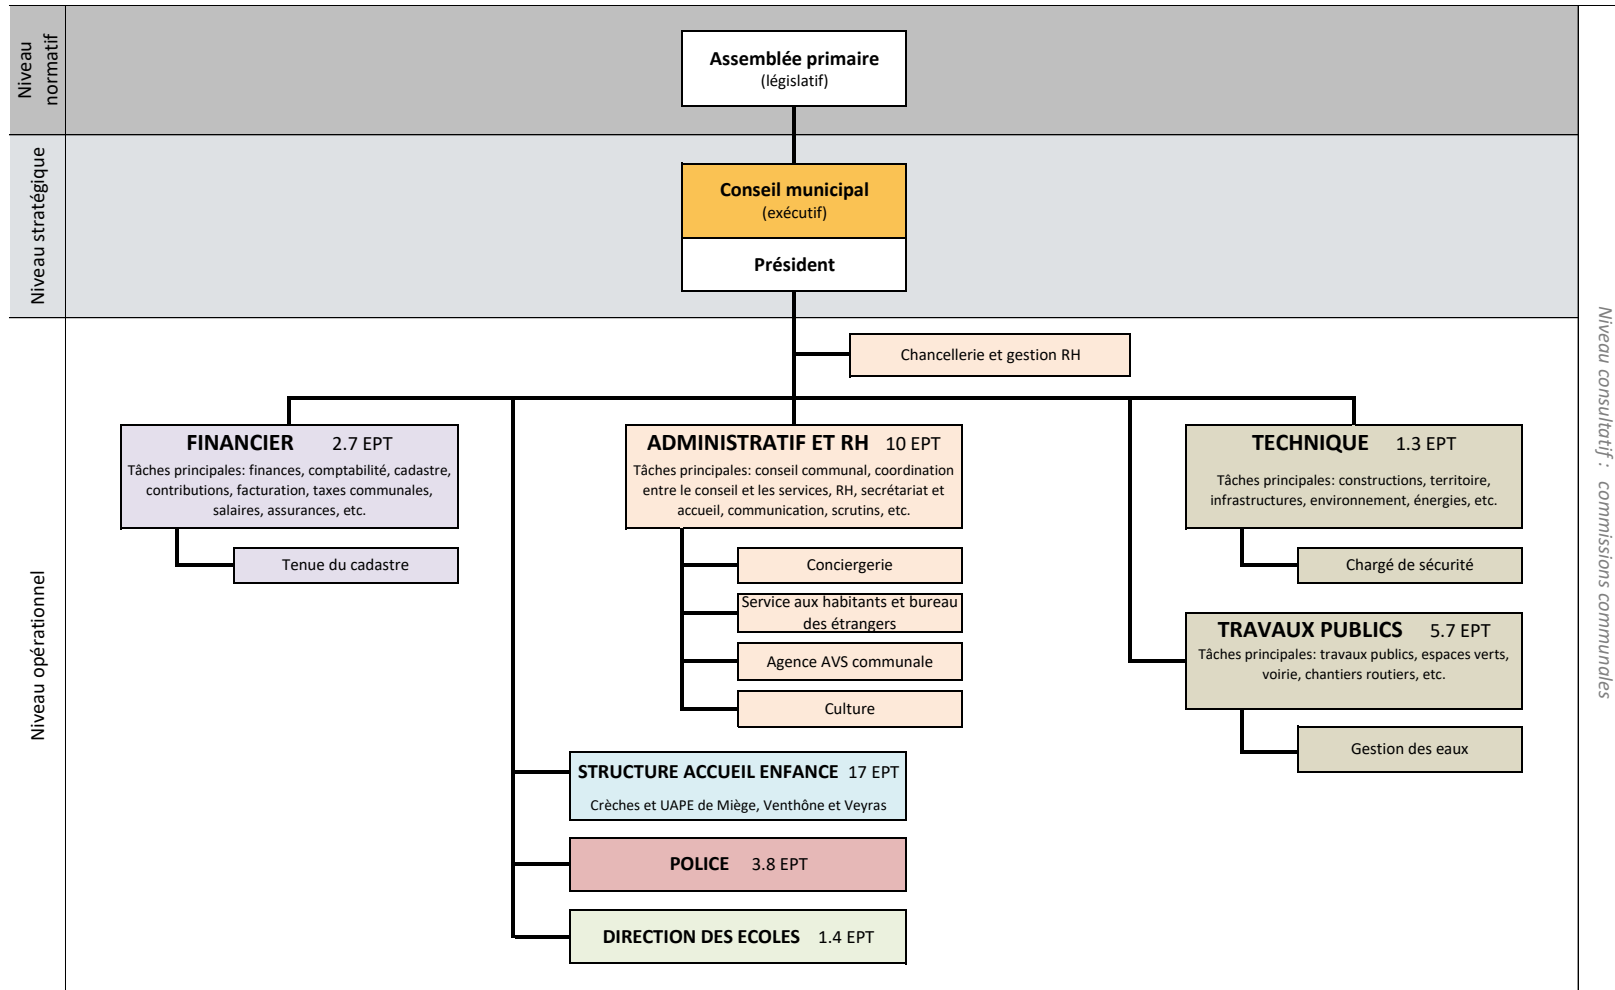 Niveau
normatif
Assemblée primaire
(législatif)
Niveau stratégique
Conseil municipal
(exécutif)
Président
Niveau opérationnel
Chancellerie et gestion RH
FINANCIER 2.7 EPT
Tâches principales: finances, comptabilité, cadastre,
contributions, facturation, taxes communales,
salaires, assurances, etc.
Tenue du cadastre
ADMINISTRATIF ET RH 10 EPT
Tâches principales: conseil communal, coordination
entre le conseil et les services, RH, secrétariat et
accueil, communication, scrutins, etc.
Conciergerie
Service aux habitants et bureau
des étrangers
Agence AVS communale
Culture
STRUCTURE ACCUEIL ENFANCE 17 EPT
Crèches et UAPE de Miège, Venthône et Veyras
POLICE 3.8 EPT
DIRECTION DES ECOLES 1.4 EPT
TECHNIQUE 1.3 EPT
Tâches principales: constructions, territoire,
infrastructures, environnement, énergies, etc.
Chargé de sécurité
TRAVAUX PUBLICS 5.7 EPT
Tâches principales: travaux publics, espaces verts,
voirie, chantiers routiers, etc.
Gestion des eaux
Niveau consultatif : commissions communales